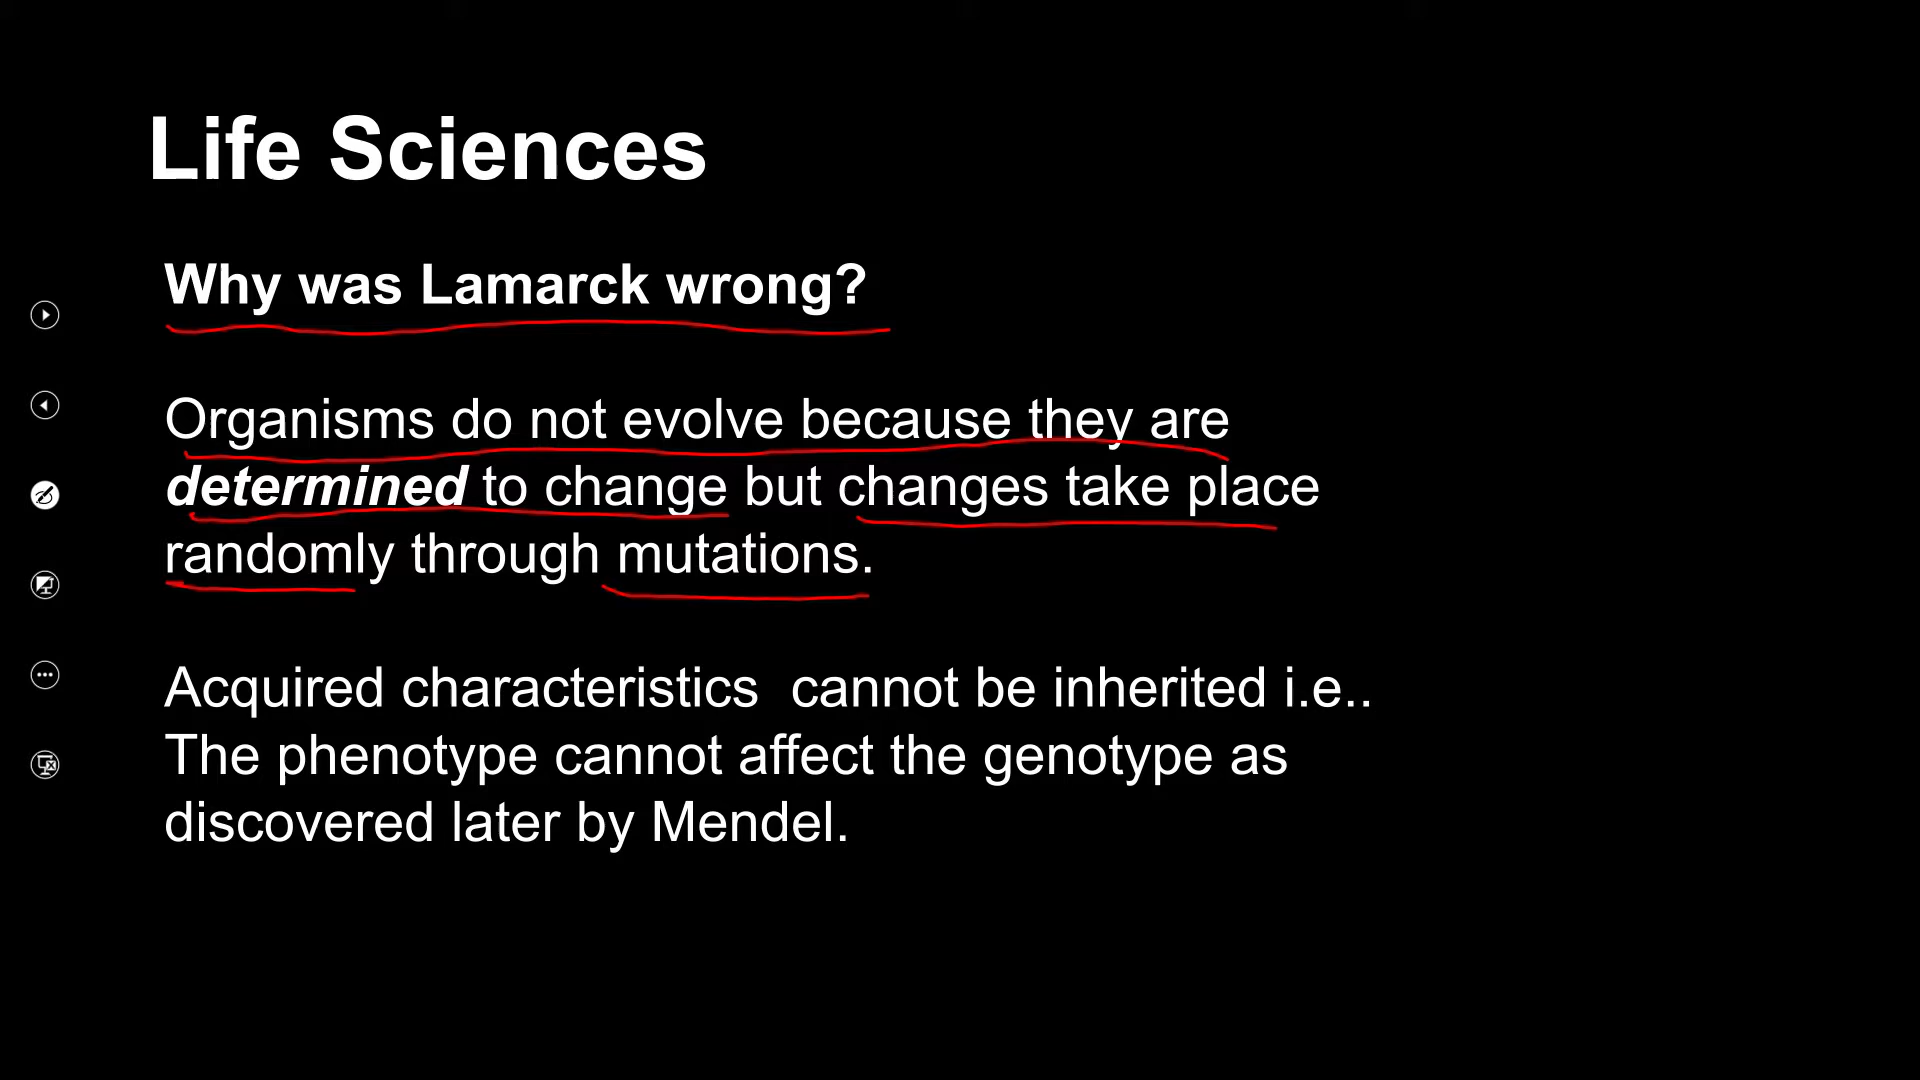 Life Sciences
Why was Lamarck wrong?
Organisms do not evolve because they are
determined to change but changes take place
randomly through mutations.
Acquired characteristics  cannot be inherited i.e..
The phenotype cannot affect the genotype as
discovered later by Mendel.